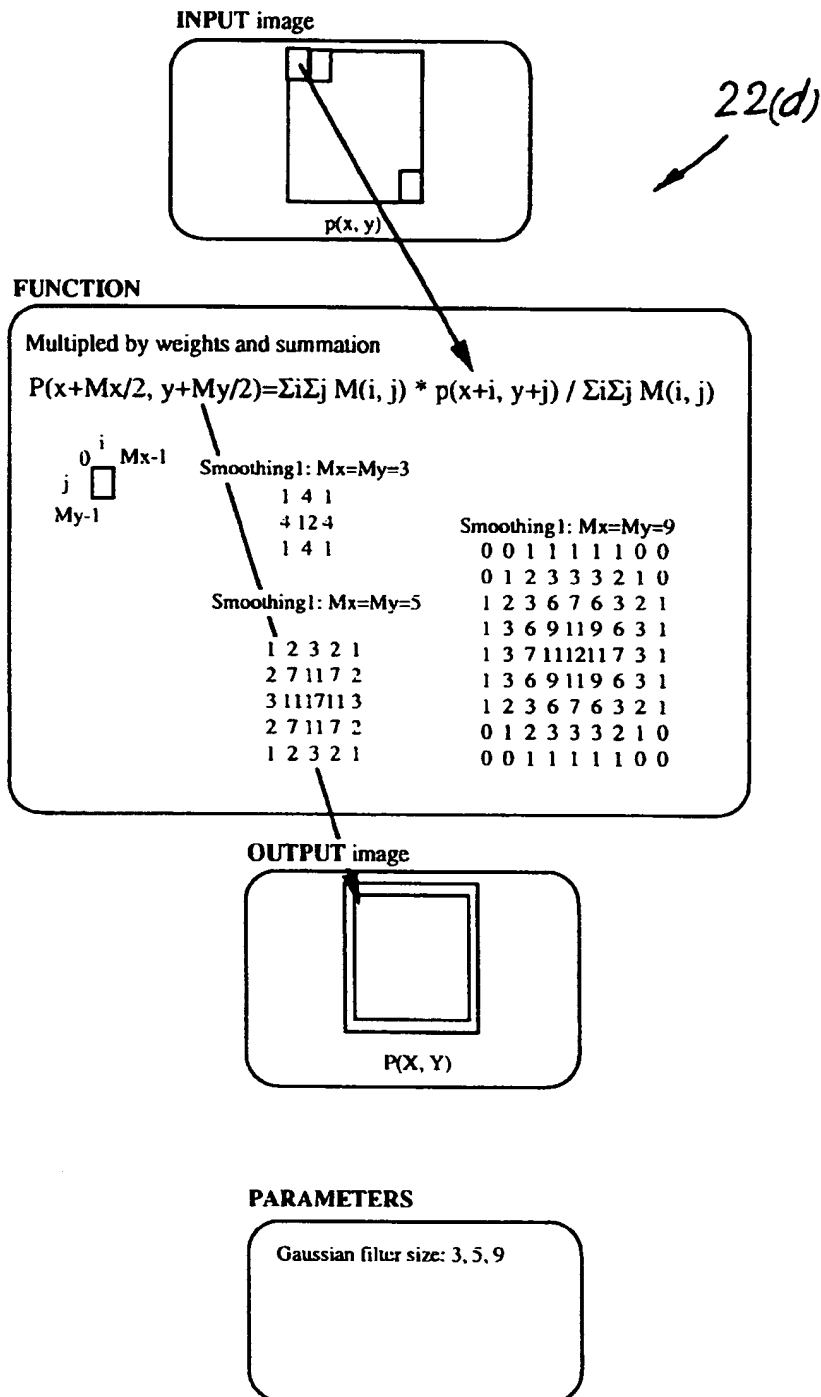 INPUT image
22(d)
p(x, y)
FUNCTION
Multipled by weights and summation
P(x+Mx/2, y+My/2)=ΣiΣj M(i, j) * p(x+i, y+j) / ΣiΣj M(i, j)
i
0 Mx-1
j
My-1
Smoothing1: Mx=My=3
1 4 1
4 12 4
1 4 1
Smoothing1: Mx=My=5
1 2 3 2 1
2 7 11 7 2
3 11 17 11 3
2 7 11 7 2
1 2 3 2 1
Smoothing1: Mx=My=9
0 0 1 1 1 1 1 0 0
0 1 2 3 3 3 2 1 0
1 2 3 6 7 6 3 2 1
1 3 6 9 11 9 6 3 1
1 3 7 11 12 11 7 3 1
1 3 6 9 11 9 6 3 1
1 2 3 6 7 6 3 2 1
0 1 2 3 3 3 2 1 0
0 0 1 1 1 1 1 0 0
OUTPUT image
P(X, Y)
PARAMETERS
Gaussian filter size: 3, 5, 9